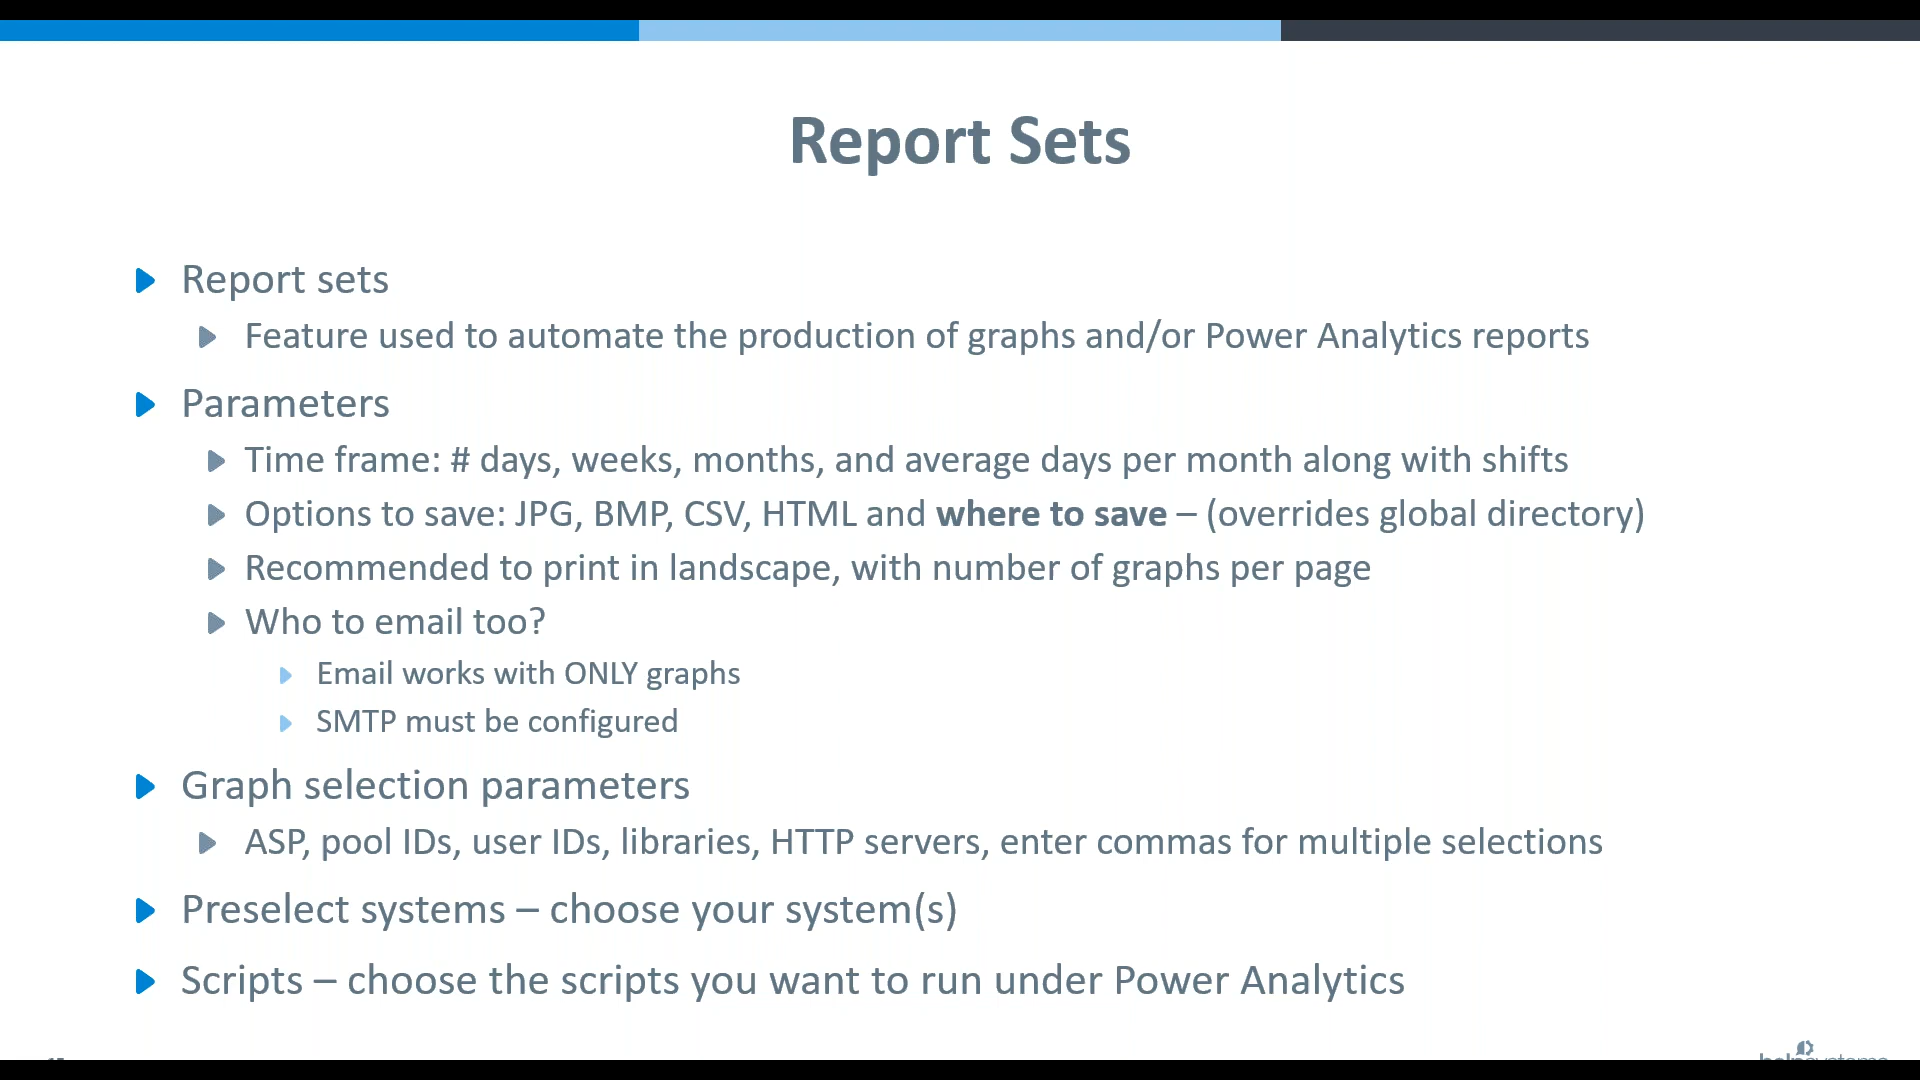 Report Sets
Report sets
Feature used to automate the production of graphs and/or Power Analytics reports
Parameters
Time frame: # days, weeks, months, and average days per month along with shifts
Options to save: JPG, BMP, CSV, HTML and where to save – (overrides global directory)
Recommended to print in landscape, with number of graphs per page
Who to email too?
Email works with ONLY graphs
SMTP must be configured
Graph selection parameters
ASP, pool IDs, user IDs, libraries, HTTP servers, enter commas for multiple selections
Preselect systems – choose your system(s)
Scripts – choose the scripts you want to run under Power Analytics